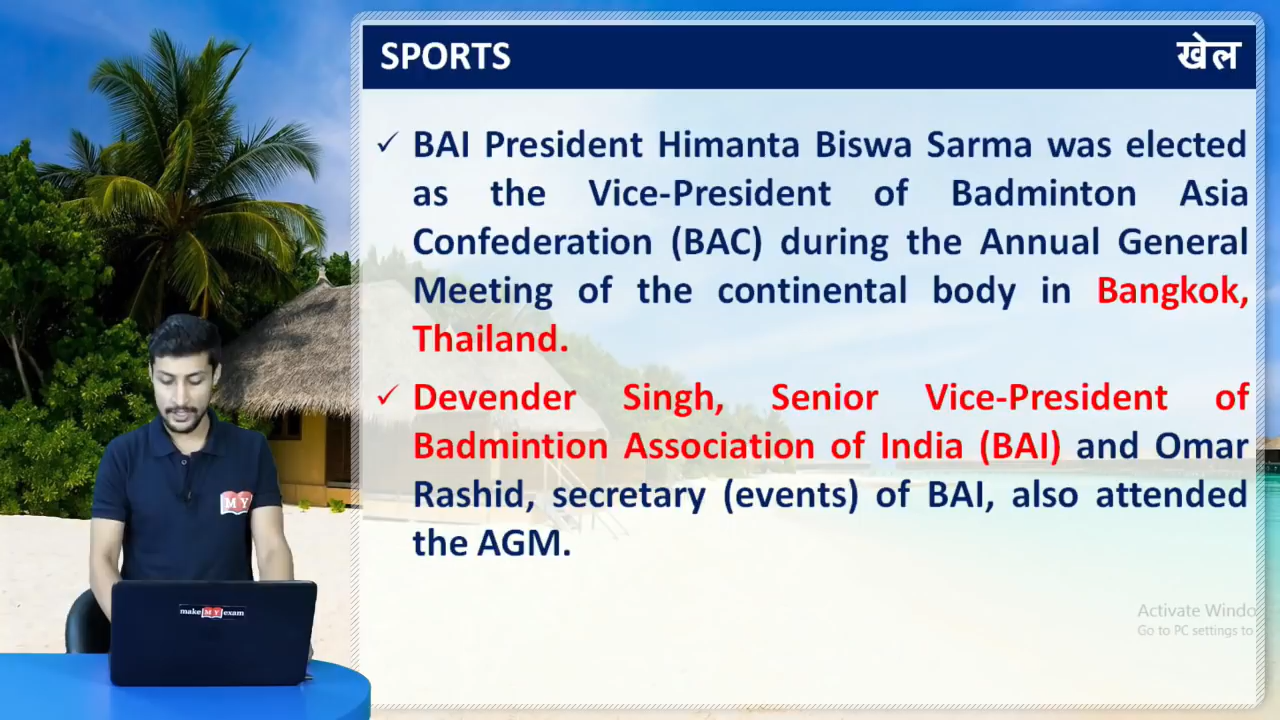 SPORTS खेल
✓ BAI President Himanta Biswa Sarma was elected
as the Vice-President of Badminton Asia
Confederation (BAC) during the Annual General
Meeting of the continental body in Bangkok,
Thailand.
✓ Devender Singh, Senior Vice-President of
Badmintion Association of India (BAI) and Omar
Rashid, secretary (events) of BAI, also attended
the AGM.
MY
make MY exam
Activate Windo
Go to PC settings to